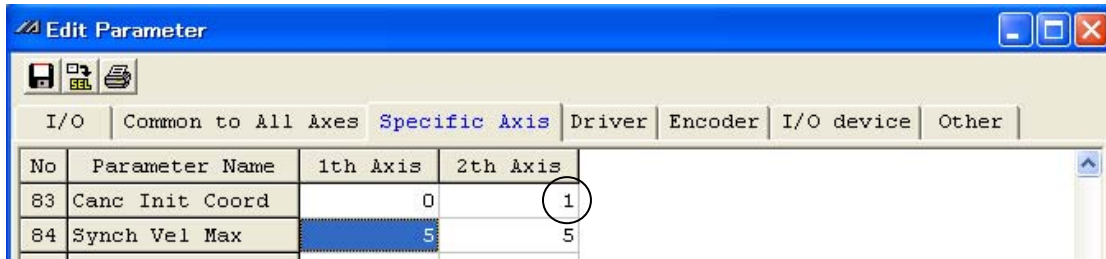 Edit Parameter
SEL
I/O Common to All Axes Specific Axis Driver Encoder I/O device Other
No Parameter Name 1th Axis 2th Axis
83 Canc Init Coord 0 1
84 Synch Vel Max 5 5